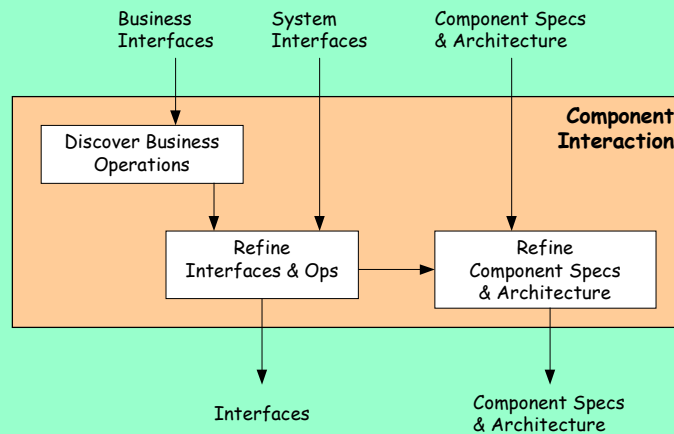 Business
Interfaces
System
Interfaces
Component Specs
& Architecture
Component
Interaction
Discover Business
Operations
Refine
Interfaces & Ops
Refine
Component Specs
& Architecture
Interfaces
Component Specs
& Architecture